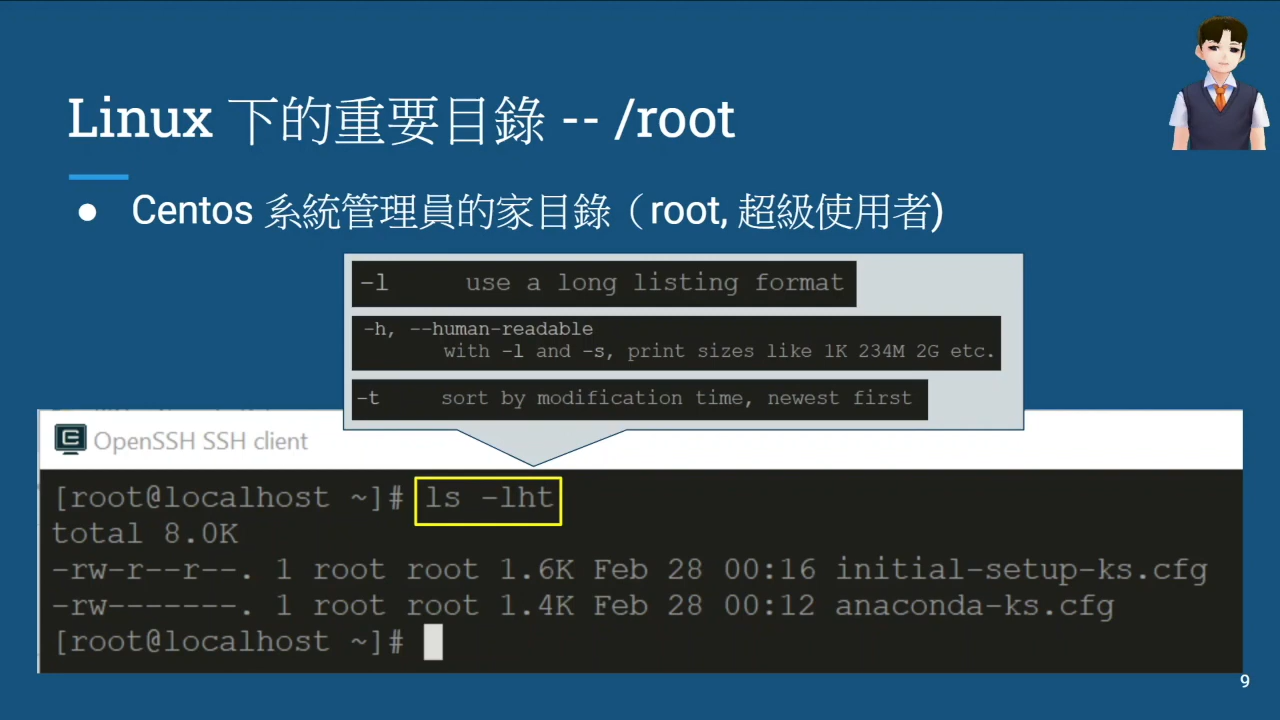 Linux 下的重要目錄 -- /root
● Centos 系統管理員的家目錄（root, 超級使用者)
-l use a long listing format
-h, --human-readable
with -l and -s, print sizes like 1K 234M 2G etc.
-t sort by modification time, newest first
OpenSSH SSH client
[root@localhost ~]# ls -lht
total 8.0K
-rw-r--r--. 1 root root 1.6K Feb 28 00:16 initial-setup-ks.cfg
-rw-------. 1 root root 1.4K Feb 28 00:12 anaconda-ks.cfg
[root@localhost ~]#
9